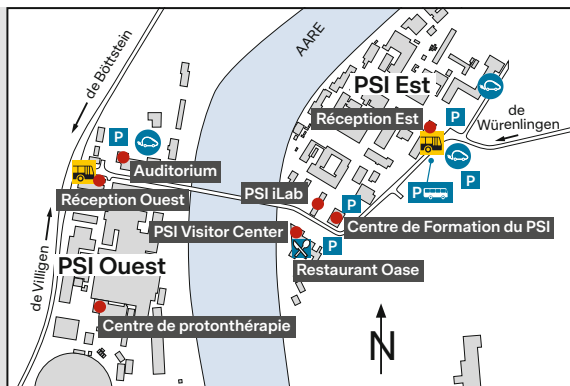 de Böttstein
AARE
PSI Est
P
Réception Est
de
Würenlingen
P
Auditorium
P
Réception Ouest
PSI iLab
P
Centre de Formation du PSI
PSI Visitor Center
P
PSI Ouest
Restaurant Oase
de Villigen
Centre de protonthérapie
N
P